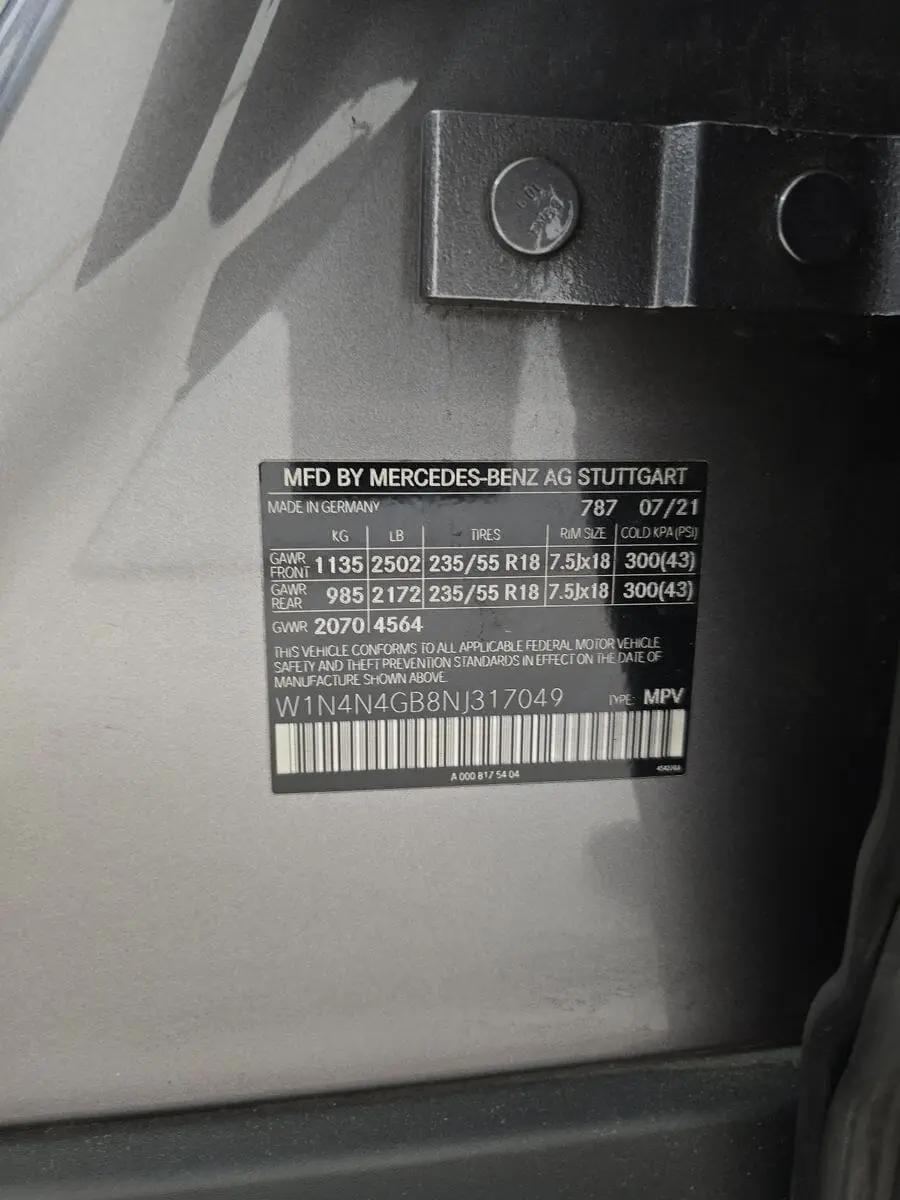 MFD BY MERCEDES-BENZ AG STUTTGART
MADE IN GERMANY 787 07/21
KG LB TIRES RIM SIZE COLD KPA (PSI)
GAWR FRONT 1135 2502 235/55 R18 7.5Jx18 300(43)
GAWR REAR 985 2172 235/55 R18 7.5Jx18 300(43)
GVWR 2070 4564
THIS VEHICLE CONFORMS TO ALL APPLICABLE FEDERAL MOTOR VEHICLE
SAFETY AND THEFT PREVENTION STANDARDS IN EFFECT ON THE DATE OF
MANUFACTURE SHOWN ABOVE.
W1N4N4GB8NJ317049 TYPE: MPV
A 000 817 54 04